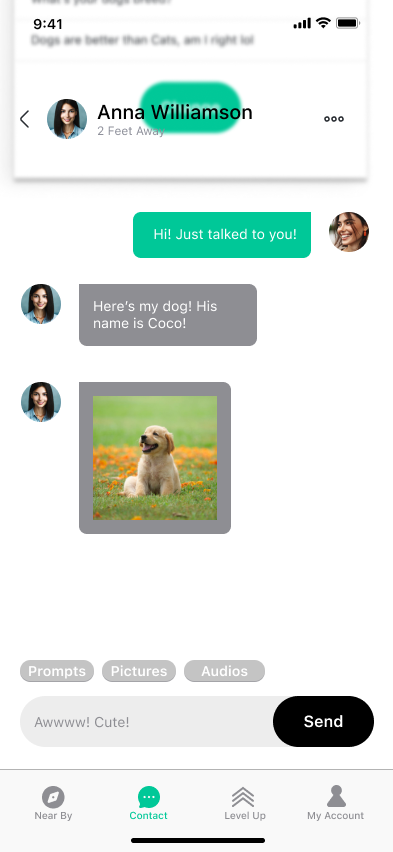 What's your dogs breed?
9:41
Dogs are better than Cats, am I right lol
Anna Williamson
2 Feet Away
Hi! Just talked to you!
Here's my dog! His
name is Coco!
Prompts
Pictures
Audios
Awwww! Cute!
Send
Near By
Contact
Level Up
My Account